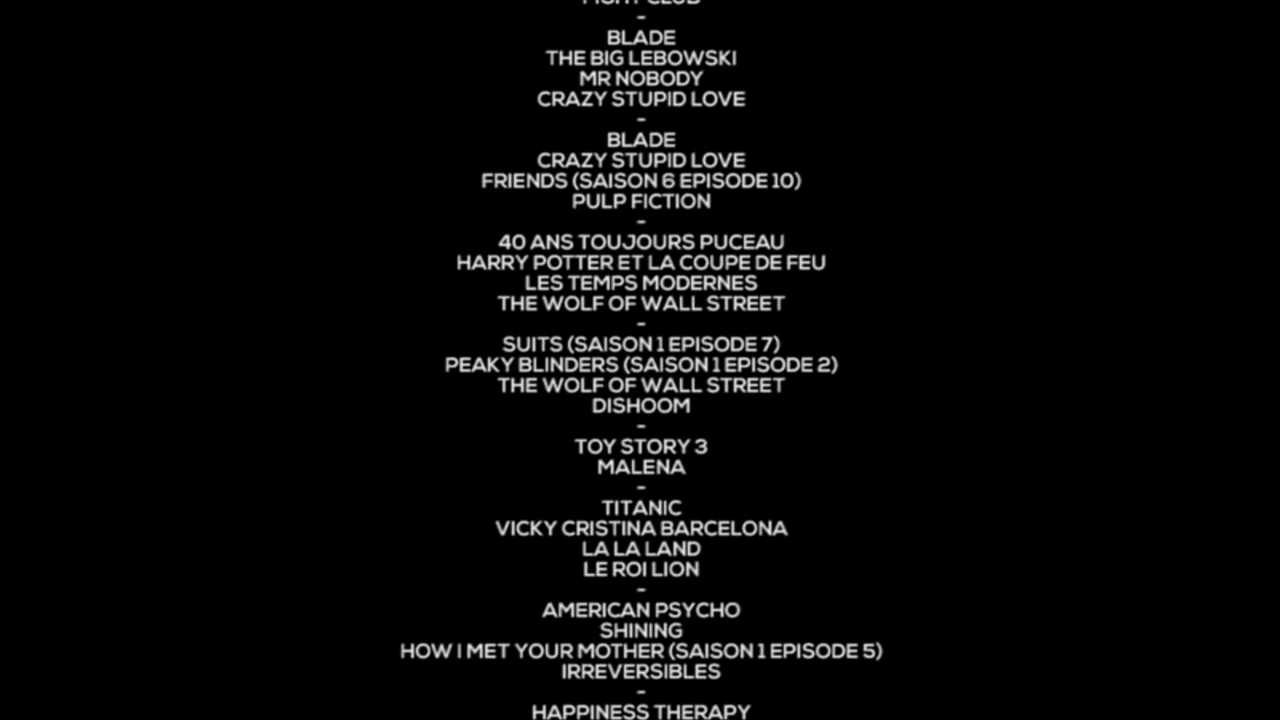 FIGHT CLUB
-
BLADE
THE BIG LEBOWSKI
MR NOBODY
CRAZY STUPID LOVE
-
BLADE
CRAZY STUPID LOVE
FRIENDS (SAISON 6 EPISODE 10)
PULP FICTION
-
40 ANS TOUJOURS PUCEAU
HARRY POTTER ET LA COUPE DE FEU
LES TEMPS MODERNES
THE WOLF OF WALL STREET
-
SUITS (SAISON 1 EPISODE 7)
PEAKY BLINDERS (SAISON 1 EPISODE 2)
THE WOLF OF WALL STREET
DISHOOM
-
TOY STORY 3
MALENA
-
TITANIC
VICKY CRISTINA BARCELONA
LA LA LAND
LE ROI LION
-
AMERICAN PSYCHO
SHINING
HOW I MET YOUR MOTHER (SAISON 1 EPISODE 5)
IRREVERSIBLES
-
HAPPINESS THERAPY